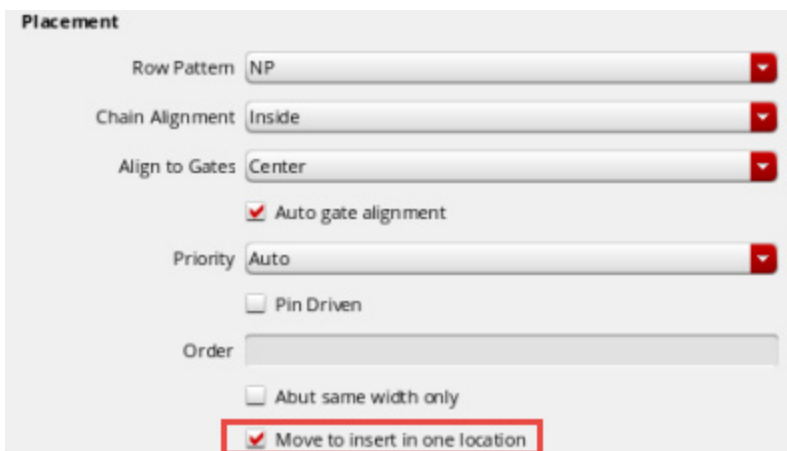 Placement
Row Pattern NP
Chain Alignment Inside
Align to Gates Center
Auto gate alignment
Priority Auto
Pin Driven
Order
Abut same width only
Move to insert in one location